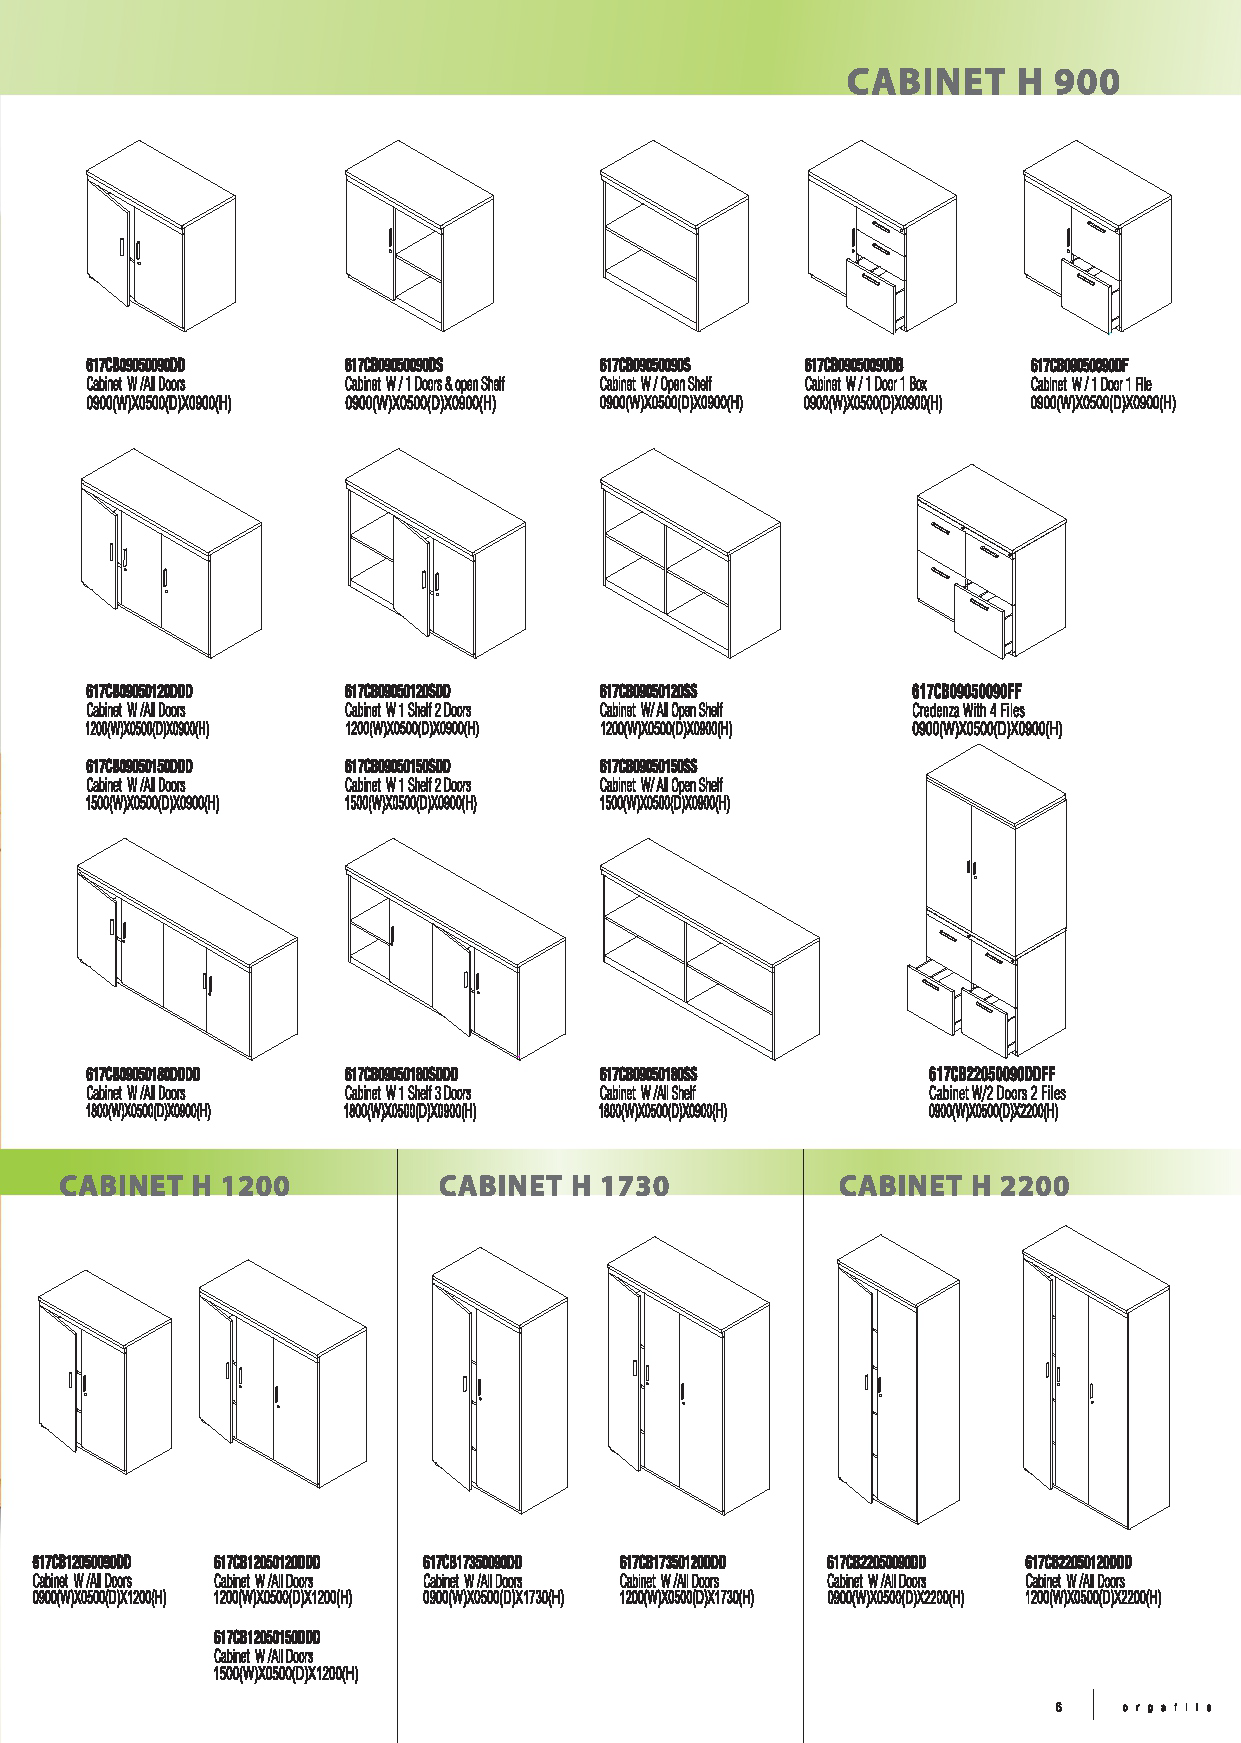 CABINET H 900
617CB09050090DD
Cabinet W /All Doors
0900(W)X0500(D)X0900(H)
617CB09050090DS
Cabinet W / 1 Doors & open Shelf
0900(W)X0500(D)X0900(H)
617CB09050090S
Cabinet W / Open Shelf
0900(W)X0500(D)X0900(H)
617CB09050090DB
Cabinet W / 1 Door 1 Box
0900(W)X0500(D)X0900(H)
617CB09050090DF
Cabinet W / 1 Door 1 File
0900(W)X0500(D)X0900(H)
617CB09050120DDD
Cabinet W /All Doors
1200(W)X0500(D)X0900(H)
617CB09050150DDD
Cabinet W /All Doors
1500(W)X0500(D)X0900(H)
617CB09050120SDD
Cabinet W 1 Shelf 2 Doors
1200(W)X0500(D)X0900(H)
617CB09050150SDD
Cabinet W 1 Shelf 2 Doors
1500(W)X0500(D)X0900(H)
617CB09050120SS
Cabinet W/ All Open Shelf
1200(W)X0500(D)X0900(H)
617CB09050150SS
Cabinet W/ All Open Shelf
1500(W)X0500(D)X0900(H)
617CB09050090FF
Credenza With 4 Files
0900(W)X0500(D)X0900(H)
617CB09050180DDDD
Cabinet W /All Doors
1800(W)X0500(D)X0900(H)
617CB09050180SDDD
Cabinet W 1 Shelf 3 Doors
1800(W)X0500(D)X0900(H)
617CB09050180SS
Cabinet W /All Shelf
1800(W)X0500(D)X0900(H)
617CB22050090DDFF
Cabinet W/2 Doors 2 Files
0900(W)X0500(D)X2200(H)
CABINET H 1200
CABINET H 1730
CABINET H 2200
617CB12050090DD
Cabinet W /All Doors
0900(W)X0500(D)X1200(H)
617CB12050120DDD
Cabinet W /All Doors
1200(W)X0500(D)X1200(H)
617CB12050150DDD
Cabinet W /All Doors
1500(W)X0500(D)X1200(H)
617CB17350090DD
Cabinet W /All Doors
0900(W)X0500(D)X1730(H)
617CB17350120DDD
Cabinet W /All Doors
1200(W)X0500(D)X1730(H)
617CB22050090DD
Cabinet W /All Doors
0900(W)X0500(D)X2200(H)
617CB22050120DDD
Cabinet W /All Doors
1200(W)X0500(D)X2200(H)
6
orgafile